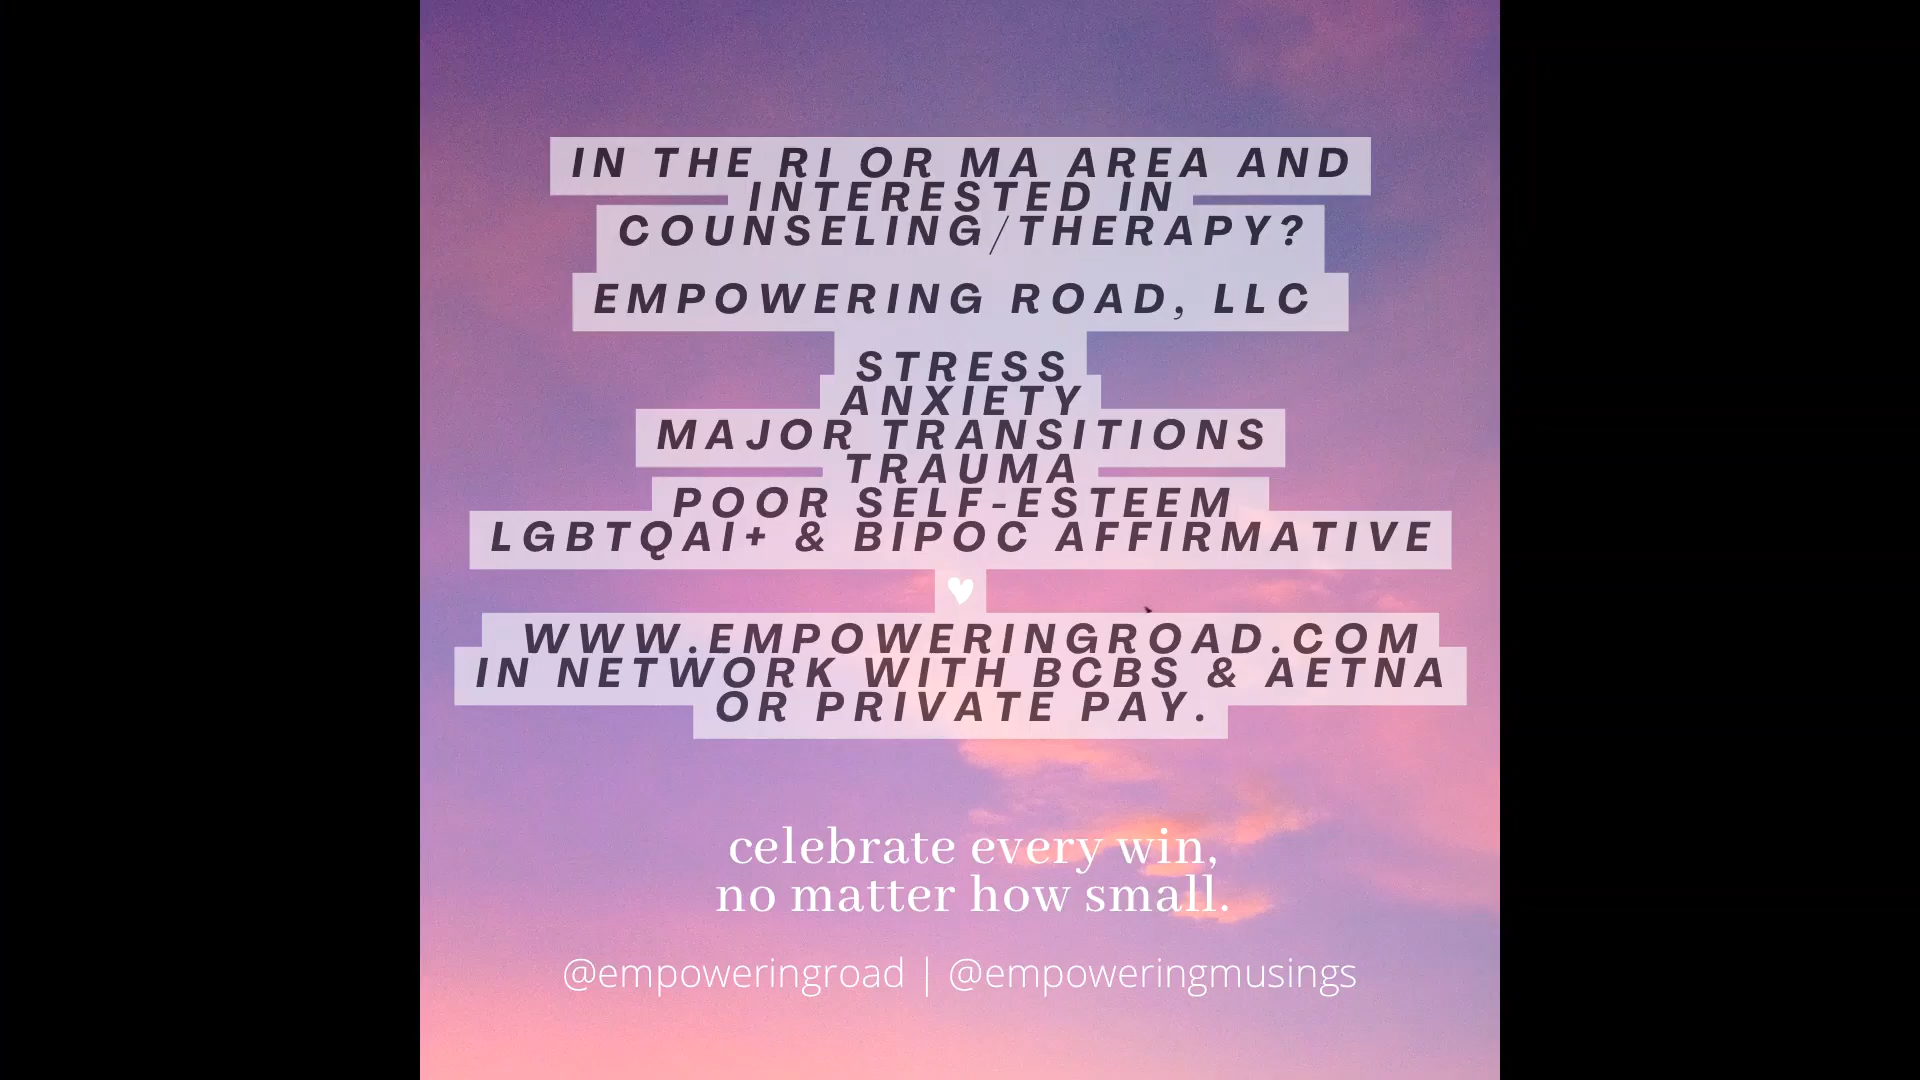 IN THE RI OR MA AREA AND
INTERESTED IN
COUNSELING/THERAPY?
EMPOWERING ROAD, LLC
STRESS
ANXIETY
MAJOR TRANSITIONS
TRAUMA
POOR SELF-ESTEEM
LGBTQAI+ & BIPOC AFFIRMATIVE
♥
WWW.EMPOWERINGROAD.COM
IN NETWORK WITH BCBS & AETNA
OR PRIVATE PAY.
celebrate every win,
no matter how small.
@empoweringroad | @empoweringmusings